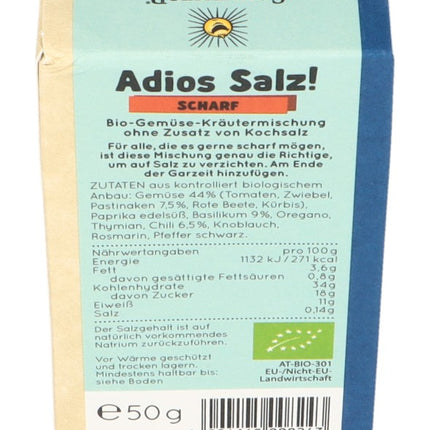 Adios Salz!
SCHARF
Bio-Gemüse-Kräutermischung
ohne Zusatz von Kochsalz
Für alle, die es gerne scharf mögen,
ist diese Mischung genau die Richtige,
um auf Salz zu verzichten. Am Ende
der Garzeit hinzufügen.
ZUTATEN aus kontrolliert biologischem
Anbau: Gemüse 44% (Tomaten, Zwiebel,
Pastinaken 7,5%, Rote Beete, Kürbis),
Paprika edelsüß, Basilikum 9%, Oregano,
Thymian, Chili 6,5%, Knoblauch,
Rosmarin, Pfeffer schwarz.
Nährwertangaben pro 100g
Energie 1132 kJ/271 kcal
Fett 3,6g
davon gesättigte Fettsäuren 0,8g
Kohlenhydrate 34g
davon Zucker 18g
Eiweiß 11g
Salz 0,14g
Der Salzgehalt ist auf
natürlich vorkommendes
Natrium zurückzuführen.
Vor Wärme geschützt
und trocken lagern.
Mindestens haltbar bis:
siehe Boden
AT-BIO-301
EU-/Nicht-EU-
Landwirtschaft
e50g